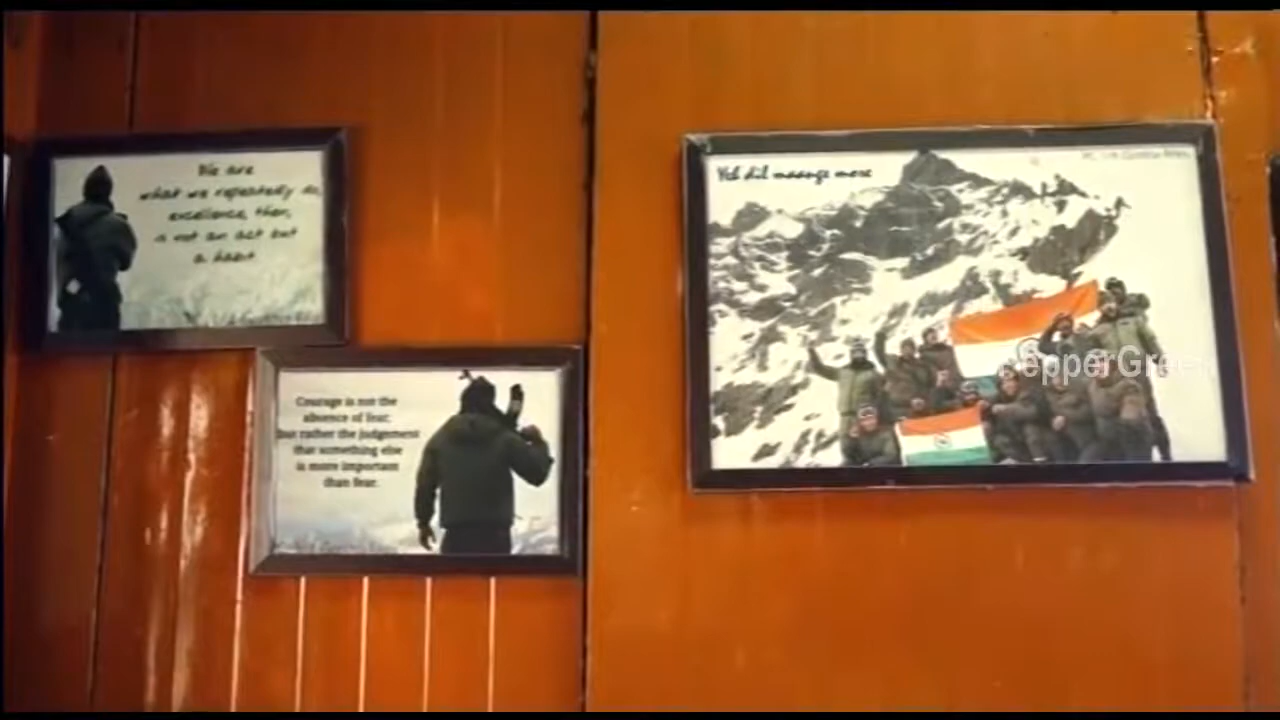 We are
what we repeatedly do,
excellence, then,
is not an act but
a habit
Courage is not the
absence of fear,
but rather the judgement
that something else
is more important
than fear.
Yeh dil maange more
PepperGreen